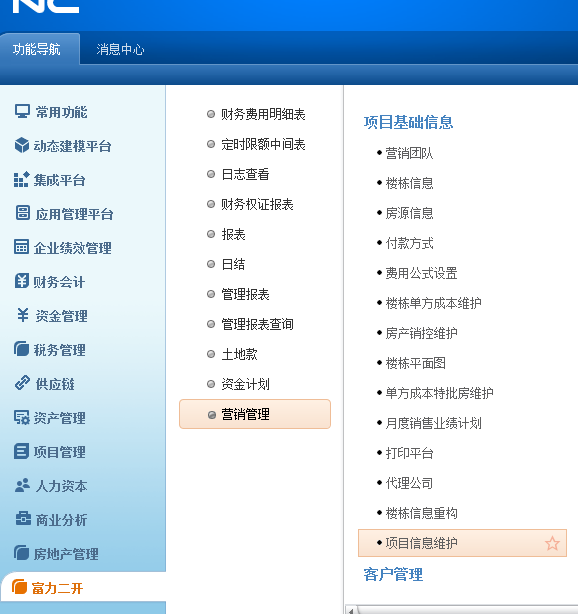 NC
功能导航 消息中心
常用功能
动态建模平台
集成平台
应用管理平台
企业绩效管理
财务会计
资金管理
税务管理
供应链
资产管理
项目管理
人力资本
商业分析
房地产管理
富力二开
财务费用明细表
定时限额中间表
日志查看
财务权证报表
报表
日结
管理报表
管理报表查询
土地款
资金计划
营销管理
项目基础信息
营销团队
楼栋信息
房源信息
付款方式
费用公式设置
楼栋单方成本维护
房产销控维护
楼栋平面图
单方成本特批房维护
月度销售业绩计划
打印平台
代理公司
楼栋信息重构
项目信息维护
客户管理